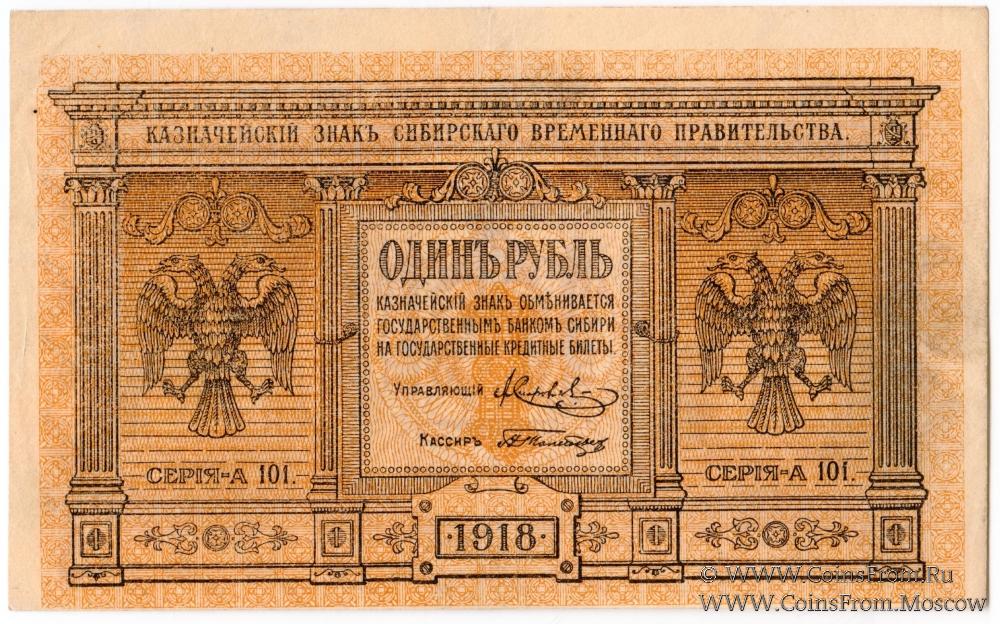 КАЗНАЧЕЙСКІЙ ЗНАКЪ СИБИРСКАГО ВРЕМЕННАГО ПРАВИТЕЛЬСТВА.
ОДИНЪ РУБЛЬ
КАЗНАЧЕЙСКІЙ ЗНАКЪ ОБМѢНИВАЕТСЯ
ГОСУДАРСТВЕННЫМЪ БАНКОМЪ СИБИРИ
НА ГОСУДАРСТВЕННЫЕ КРЕДИТНЫЕ БИЛЕТЫ.
УПРАВЛЯЮЩІЙ
КАССИРЪ
СЕРІЯ-А 101.
СЕРІЯ-А 101.
·1918·
© WWW.CoinsFrom.Ru
WWW.CoinsFrom.Moscow